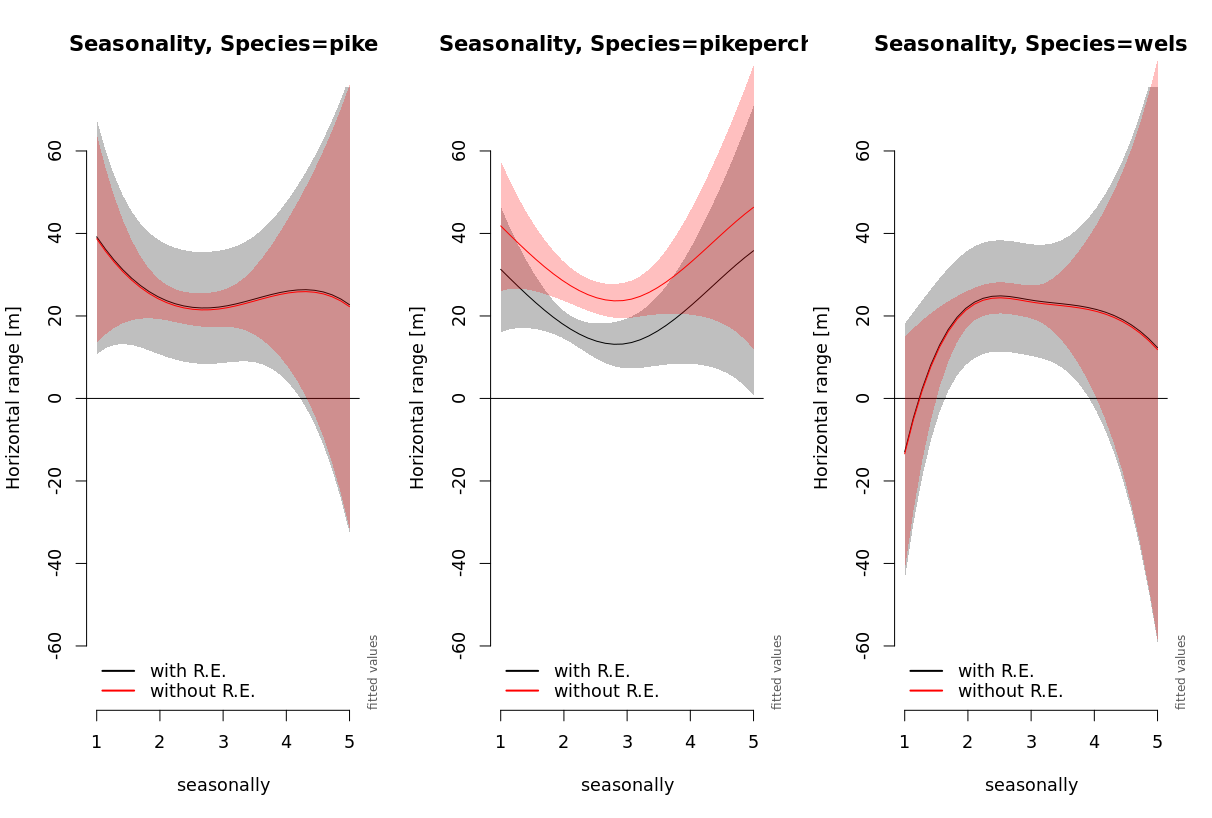 Seasonality, Species=pike
Horizontal range [m]
60
40
20
0
-20
-40
-60
with R.E.
without R.E.
fitted values
1 2 3 4 5
seasonally
Seasonality, Species=pikeperch
Horizontal range [m]
60
40
20
0
-20
-40
-60
with R.E.
without R.E.
fitted values
1 2 3 4 5
seasonally
Seasonality, Species=wels
Horizontal range [m]
60
40
20
0
-20
-40
-60
with R.E.
without R.E.
fitted values
1 2 3 4 5
seasonally